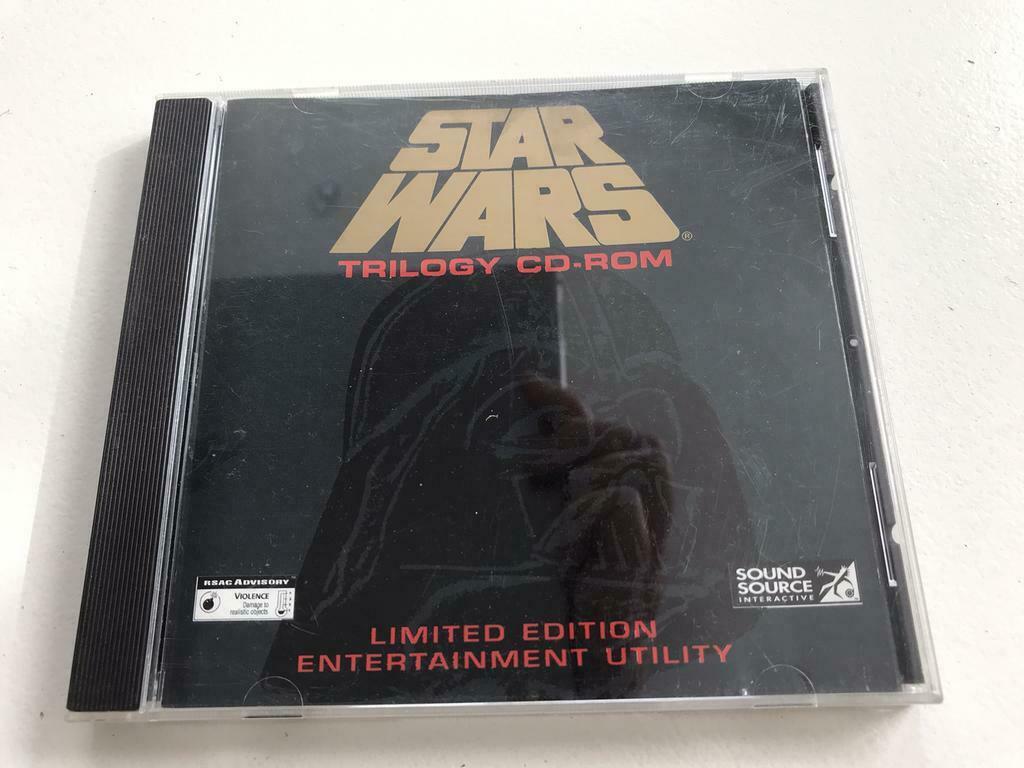 STAR
WARS®
TRILOGY CD-ROM
RSAC ADVISORY
VIOLENCE
Damage to
realistic objects
SOUND
SOURCE
INTERACTIVE
LIMITED EDITION
ENTERTAINMENT UTILITY